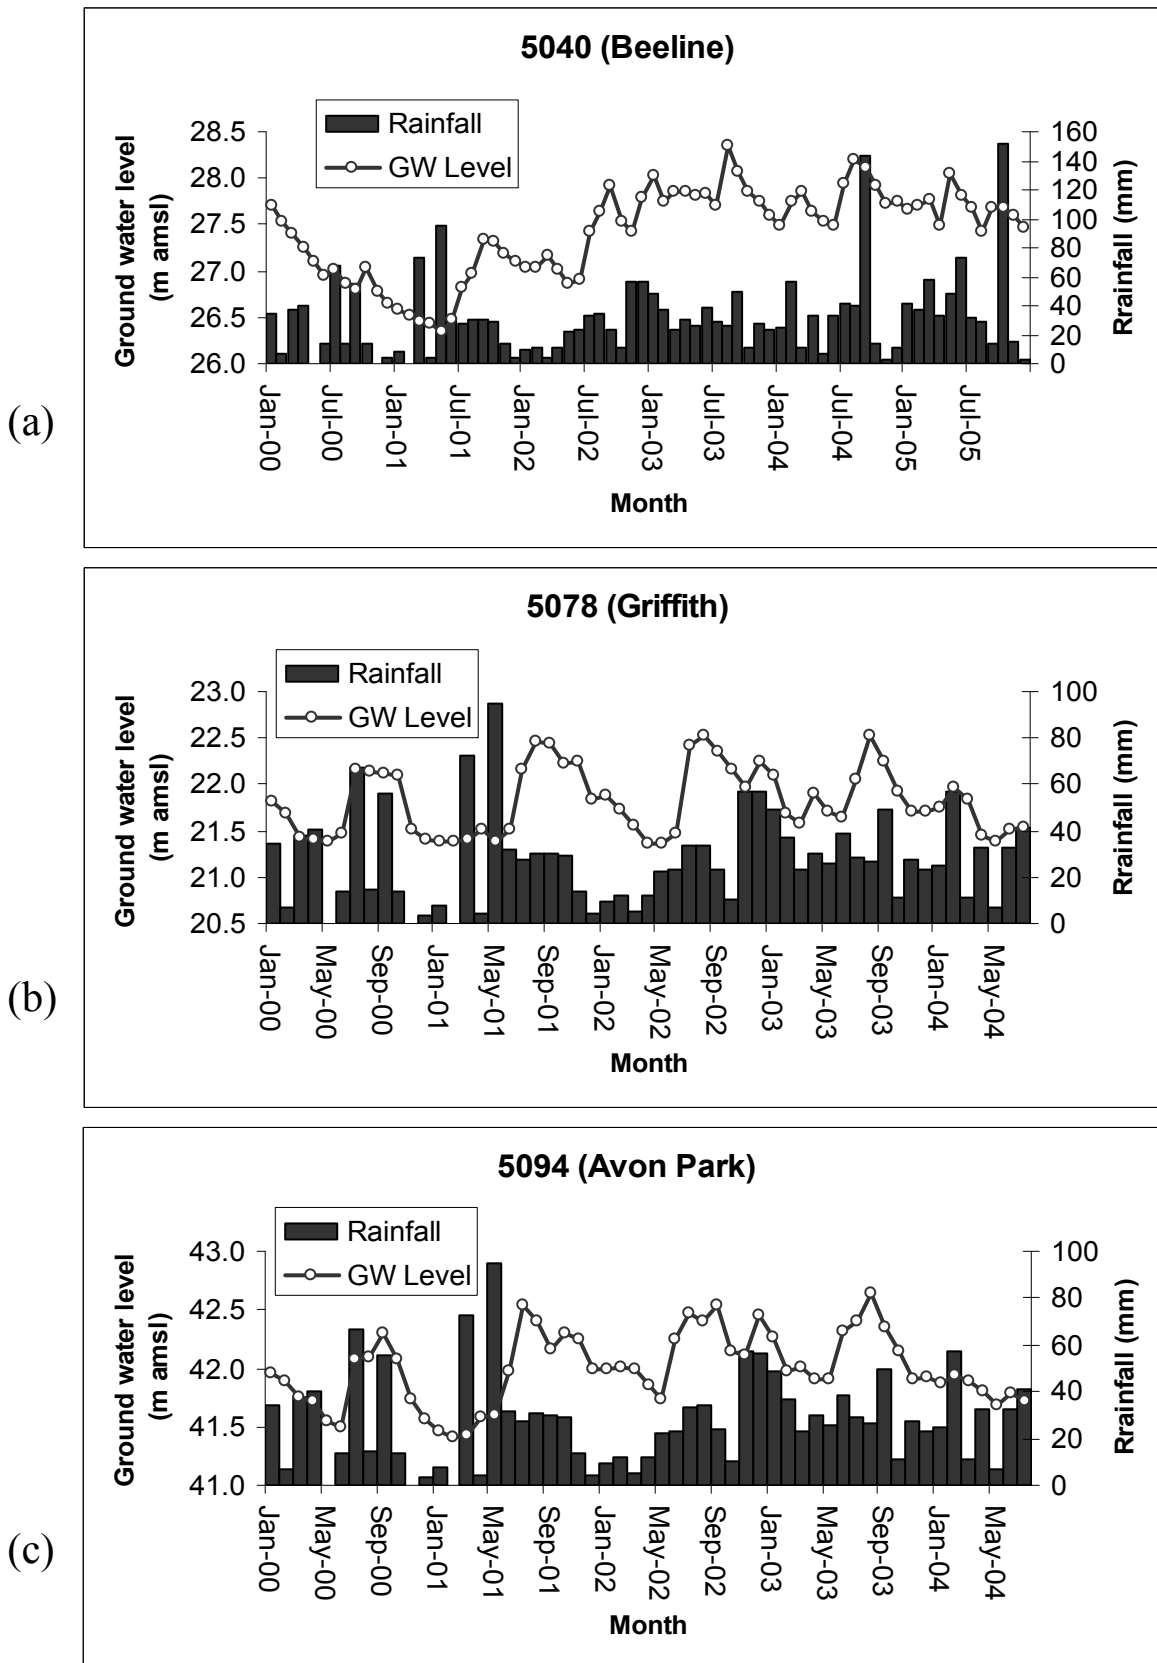 5040 (Beeline)
Rainfall
GW Level
Ground water level
(m amsl)
28.5
28.0
27.5
27.0
26.5
26.0
160
140
120
100
80
60
40
20
0
Rrainfall (mm)
Jan-00
Jul-00
Jan-01
Jul-01
Jan-02
Jul-02
Jan-03
Jul-03
Jan-04
Jul-04
Jan-05
Jul-05
Month
(a)
5078 (Griffith)
Rainfall
GW Level
Ground water level
(m amsl)
23.0
22.5
22.0
21.5
21.0
20.5
100
80
60
40
20
0
Rrainfall (mm)
Jan-00
May-00
Sep-00
Jan-01
May-01
Sep-01
Jan-02
May-02
Sep-02
Jan-03
May-03
Sep-03
Jan-04
May-04
Month
(b)
5094 (Avon Park)
Rainfall
GW Level
Ground water level
(m amsl)
43.0
42.5
42.0
41.5
41.0
100
80
60
40
20
0
Rrainfall (mm)
Jan-00
May-00
Sep-00
Jan-01
May-01
Sep-01
Jan-02
May-02
Sep-02
Jan-03
May-03
Sep-03
Jan-04
May-04
Month
(c)